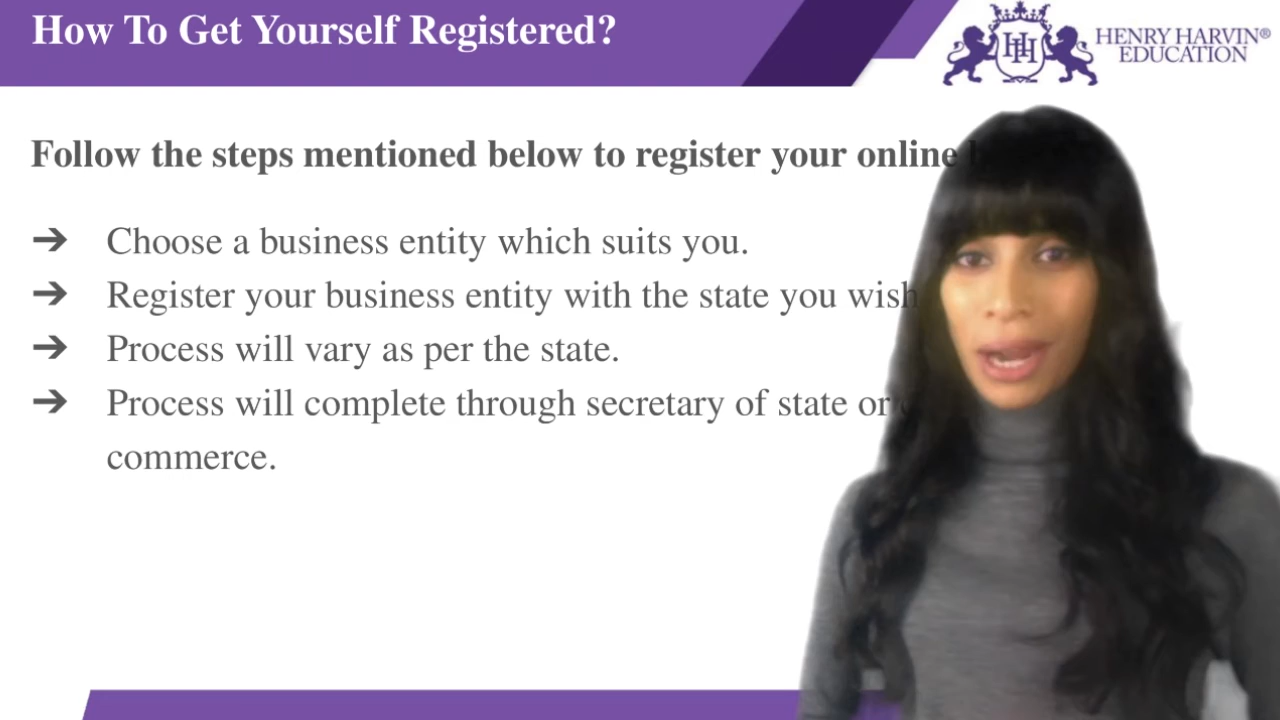 How To Get Yourself Registered?
HENRY HARVIN®
EDUCATION
Follow the steps mentioned below to register your online
➔ Choose a business entity which suits you.
➔ Register your business entity with the state you wish
➔ Process will vary as per the state.
➔ Process will complete through secretary of state or
commerce.